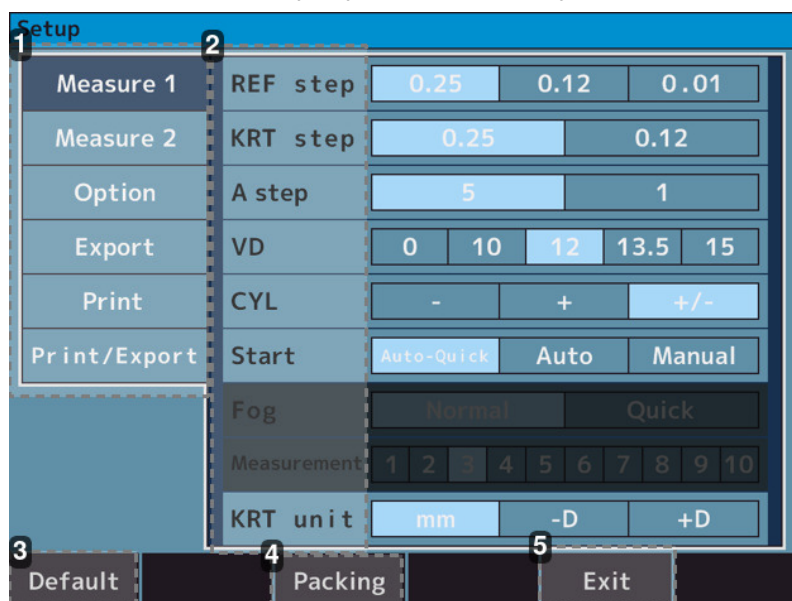 Setup
1
2
Measure 1
REF step 0.25 0.12 0.01
Measure 2
KRT step 0.25 0.12
Option
A step 5 1
Export
VD 0 10 12 13.5 15
Print
CYL - + +/-
Print/Export
Start Auto-Quick Auto Manual
Fog Normal Quick
Measurement 1 2 3 4 5 6 7 8 9 10
KRT unit mm -D +D
3
4
5
Default Packing Exit